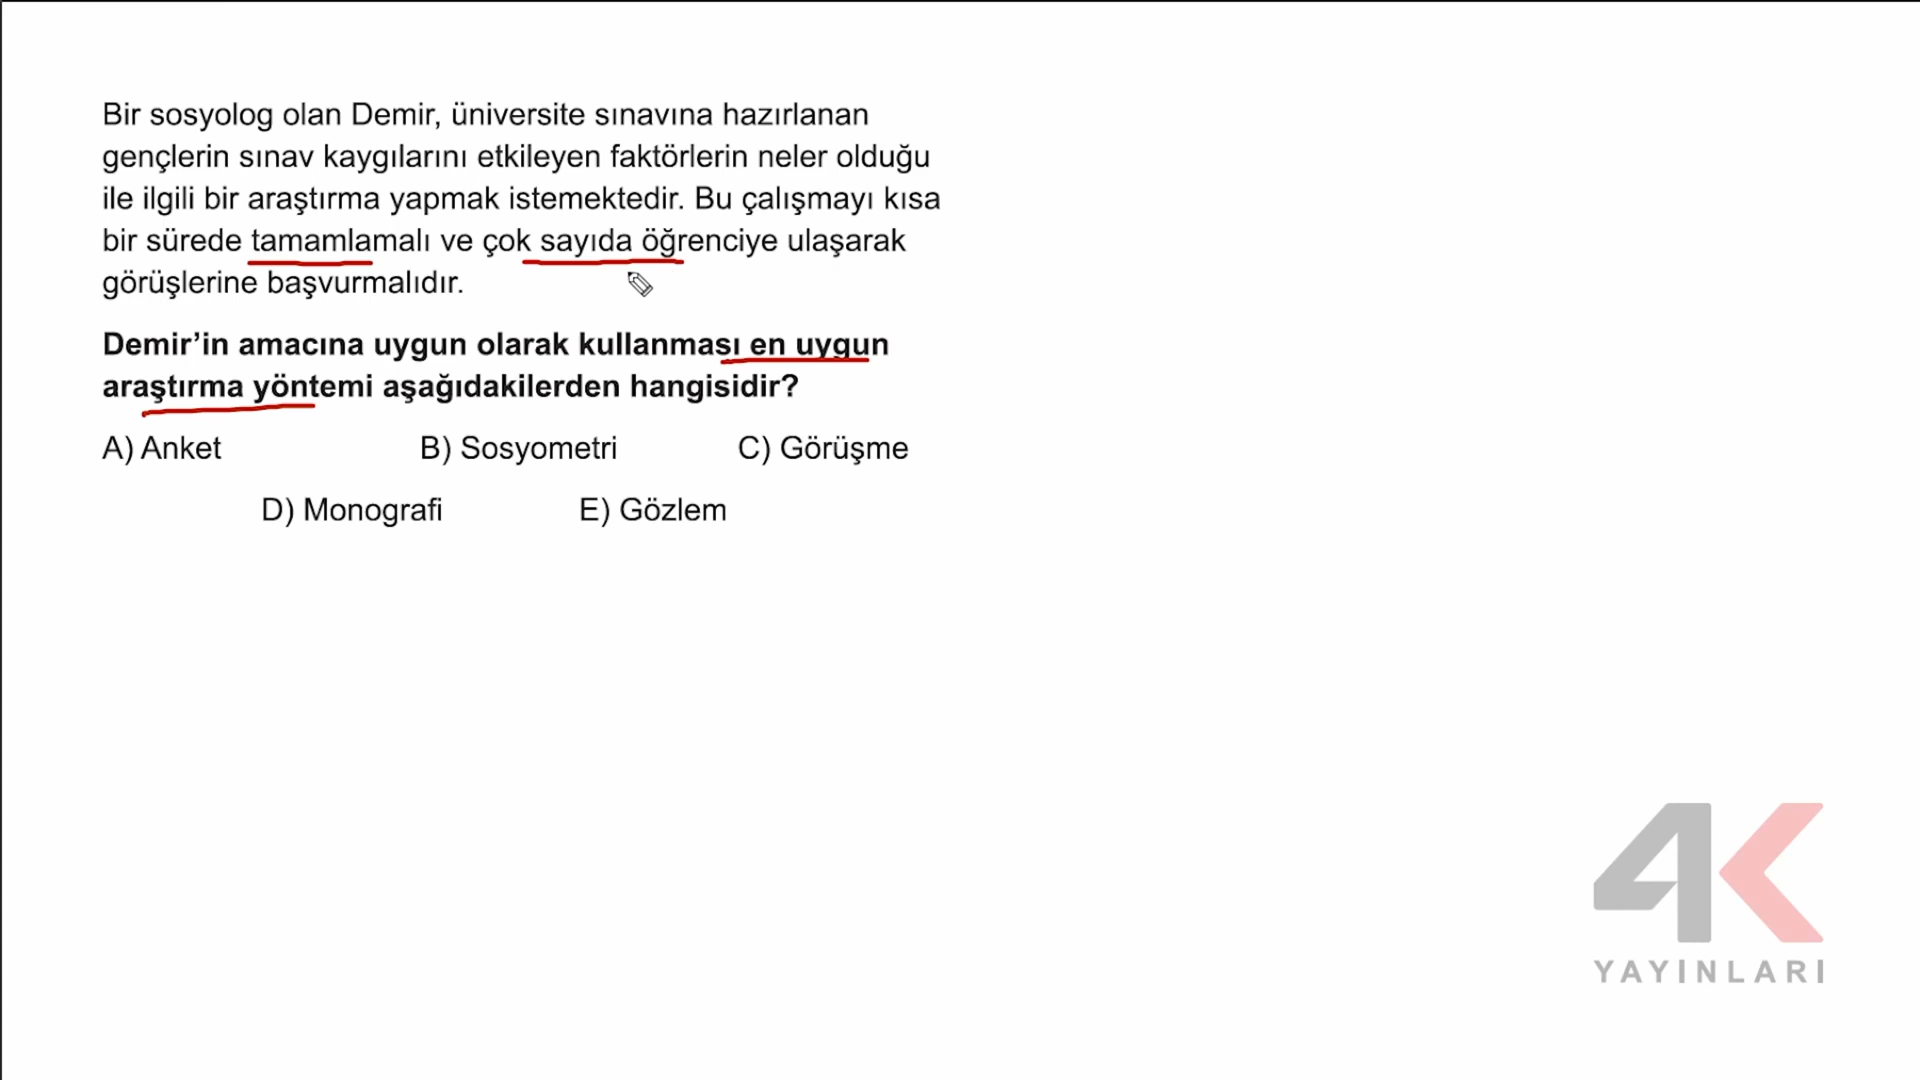 Bir sosyolog olan Demir, üniversite sınavına hazırlanan
gençlerin sınav kaygılarını etkileyen faktörlerin neler olduğu
ile ilgili bir araştırma yapmak istemektedir. Bu çalışmayı kısa
bir sürede tamamlamalı ve çok sayıda öğrenciye ulaşarak
görüşlerine başvurmalıdır.
Demir’in amacına uygun olarak kullanması en uygun
araştırma yöntemi aşağıdakilerden hangisidir?
A) Anket B) Sosyometri C) Görüşme
D) Monografi E) Gözlem
4K
YAYINLARI